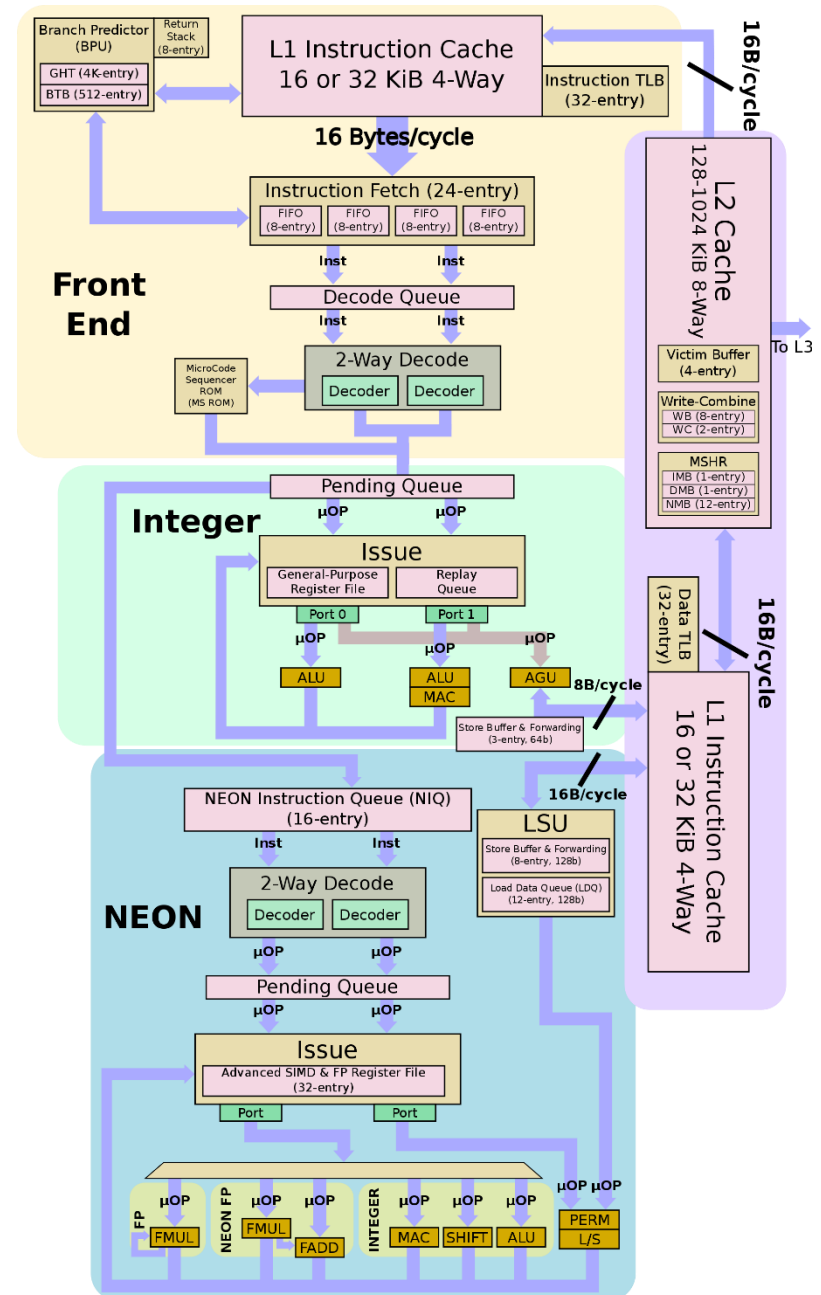 Branch Predictor
(BPU)
GHT (4K-entry)
BTB (512-entry)
Return
Stack
(8-entry)
L1 Instruction Cache
16 or 32 KiB 4-Way
Instruction TLB
(32-entry)
16B/cycle
16 Bytes/cycle
Instruction Fetch (24-entry)
FIFO
(8-entry)
FIFO
(8-entry)
FIFO
(8-entry)
FIFO
(8-entry)
Inst
Inst
Decode Queue
Inst
Inst
Front
End
2-Way Decode
Decoder
Decoder
MicroCode
Sequencer
ROM
(MS ROM)
L2 Cache
128-1024 KiB 8-Way
To L3
Victim Buffer
(4-entry)
Write-Combine
WB (8-entry)
WC (2-entry)
MSHR
IMB (1-entry)
DMB (1-entry)
NMB (12-entry)
Pending Queue
Integer
µOP
µOP
Issue
General-Purpose
Register File
Replay
Queue
Port 0
Port 1
µOP
µOP
µOP
ALU
ALU
MAC
AGU
8B/cycle
Store Buffer & Forwarding
(3-entry, 64b)
16B/cycle
Data TLB
(32-entry)
16B/cycle
L1 Instruction Cache
16 or 32 KiB 4-Way
NEON Instruction Queue (NIQ)
(16-entry)
Inst
Inst
LSU
Store Buffer & Forwarding
(8-entry, 128b)
Load Data Queue (LDQ)
(12-entry, 128b)
NEON
2-Way Decode
Decoder
Decoder
µOP
µOP
Pending Queue
µOP
µOP
Issue
Advanced SIMD & FP Register File
(32-entry)
Port
Port
FP
µOP
FMUL
NEON FP
µOP
µOP
FMUL
FADD
INTEGER
µOP
µOP
µOP
MAC
SHIFT
ALU
µOP
µOP
PERM
L/S